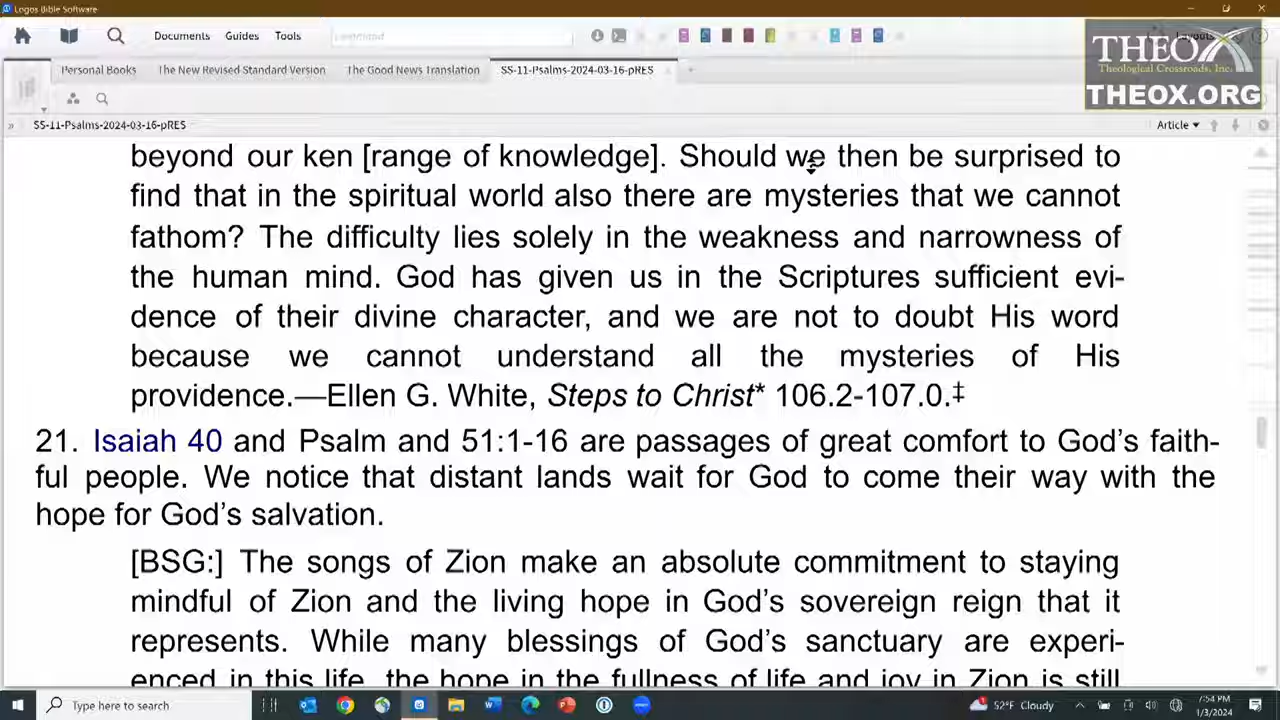 Logos Bible Software
Documents Guides Tools
THEOX
Theological Crossroads, Inc.
THEOX.ORG
Personal Books The New Revised Standard Version The Good News SS-11-Psalms-2024-03-16-pRES
SS-11-Psalms-2024-03-16-pRES Article
beyond our ken [range of knowledge]. Should we then be surprised to
find that in the spiritual world also there are mysteries that we cannot
fathom? The difficulty lies solely in the weakness and narrowness of
the human mind. God has given us in the Scriptures sufficient evi-
dence of their divine character, and we are not to doubt His word
because we cannot understand all the mysteries of His
providence.—Ellen G. White, Steps to Christ* 106.2-107.0.‡
21. Isaiah 40 and Psalm and 51:1-16 are passages of great comfort to God’s faith-
ful people. We notice that distant lands wait for God to come their way with the
hope for God’s salvation.
[BSG:] The songs of Zion make an absolute commitment to staying
mindful of Zion and the living hope in God’s sovereign reign that it
represents. While many blessings of God’s sanctuary are experi-
enced in this life, the hope in the fullness of life and joy in Zion is still
Type here to search
52°F Cloudy
7:54 PM
1/3/2024